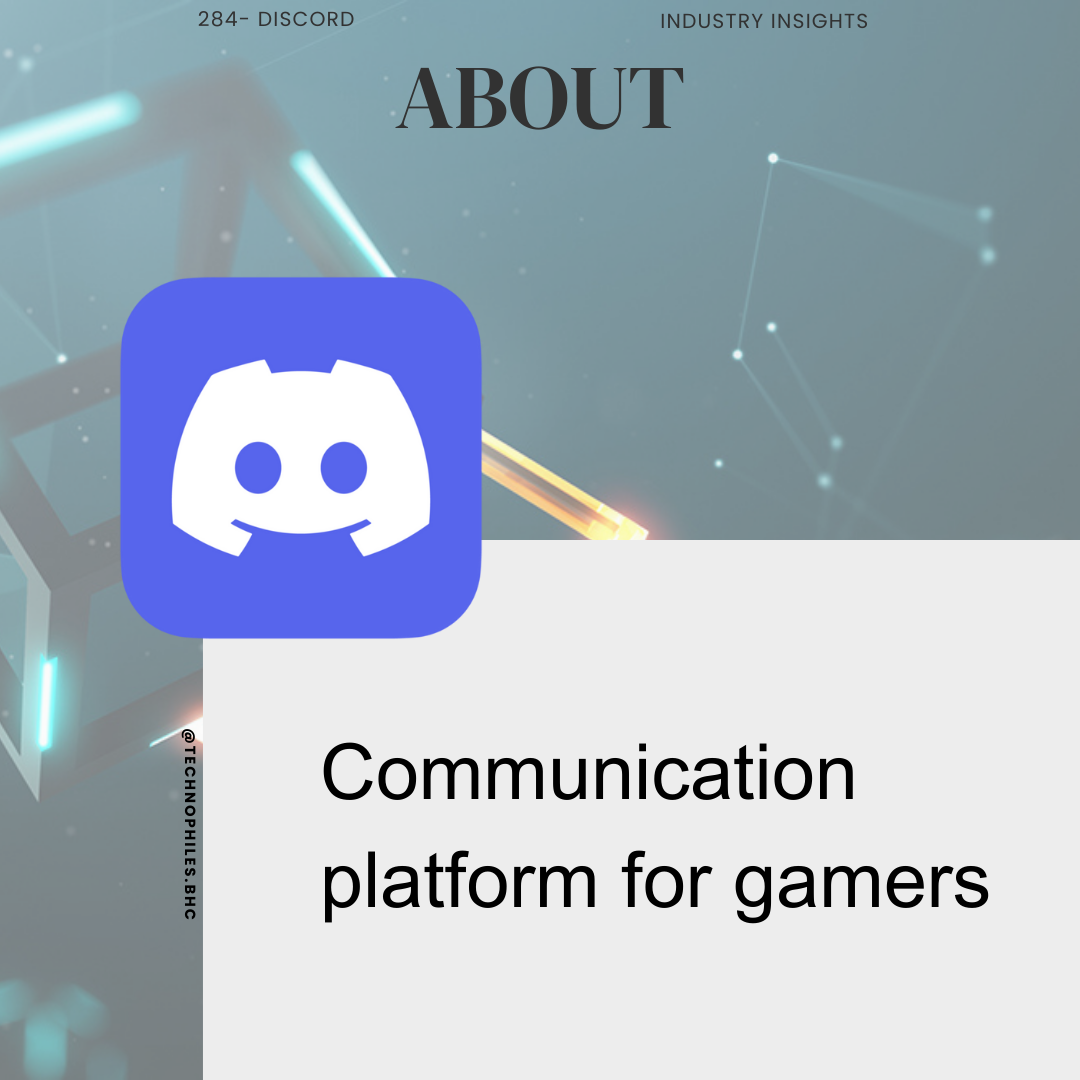 284- DISCORD
INDUSTRY INSIGHTS
ABOUT
@TECHNOPHILES.BHC
Communication
platform for gamers